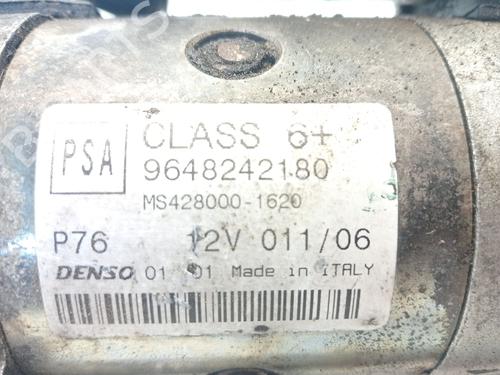 PSA
CLASS 6+
9648242180
MS428000-1620
P76 12V 011/06
DENSO 01 01 Made in ITALY